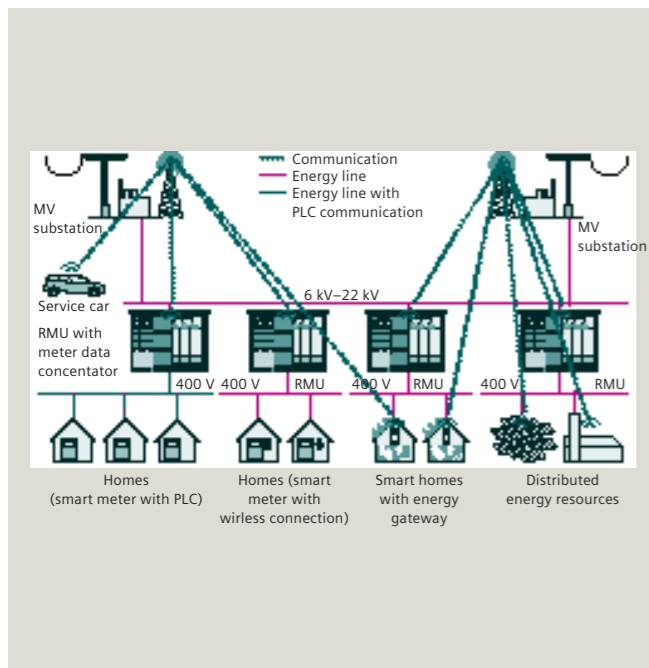 Communication
Energy line
Energy line with
PLC communication
MV
substation
MV
substation
Service car
6 kV–22 kV
RMU with
meter data
concentrator
400 V
400 V
RMU
400 V
RMU
400 V
RMU
Homes
(smart meter with PLC)
Homes (smart
meter with
wirless connection)
Smart homes
with energy
gateway
Distributed
energy resources